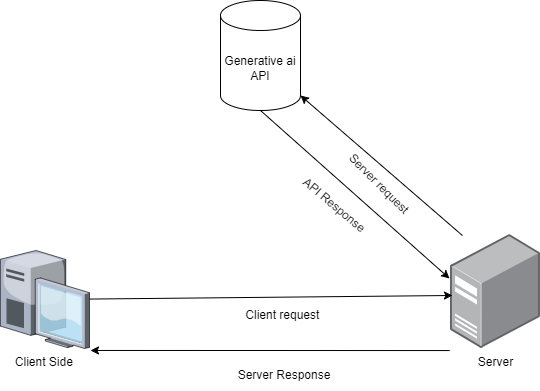 Generative ai
API
Server request
API Response
Client request
Client Side
Server
Server Response